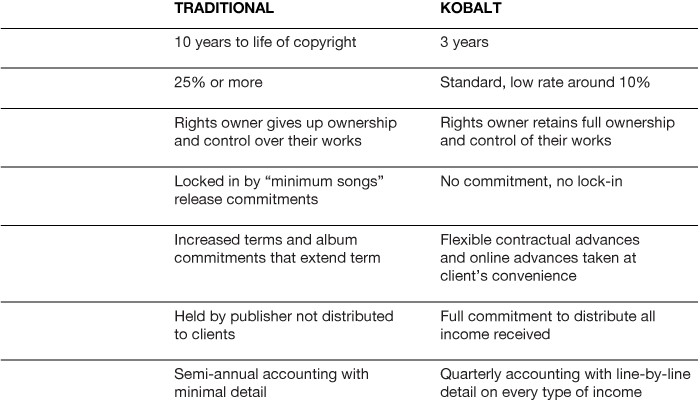 TRADITIONAL KOBALT
10 years to life of copyright 3 years
25% or more Standard, low rate around 10%
Rights owner gives up ownership
and control over their works
Rights owner retains full ownership
and control of their works
Locked in by “minimum songs”
release commitments
No commitment, no lock-in
Increased terms and album
commitments that extend term
Flexible contractual advances
and online advances taken at
client’s convenience
Held by publisher not distributed
to clients
Full commitment to distribute all
income received
Semi-annual accounting with
minimal detail
Quarterly accounting with line-by-line
detail on every type of income